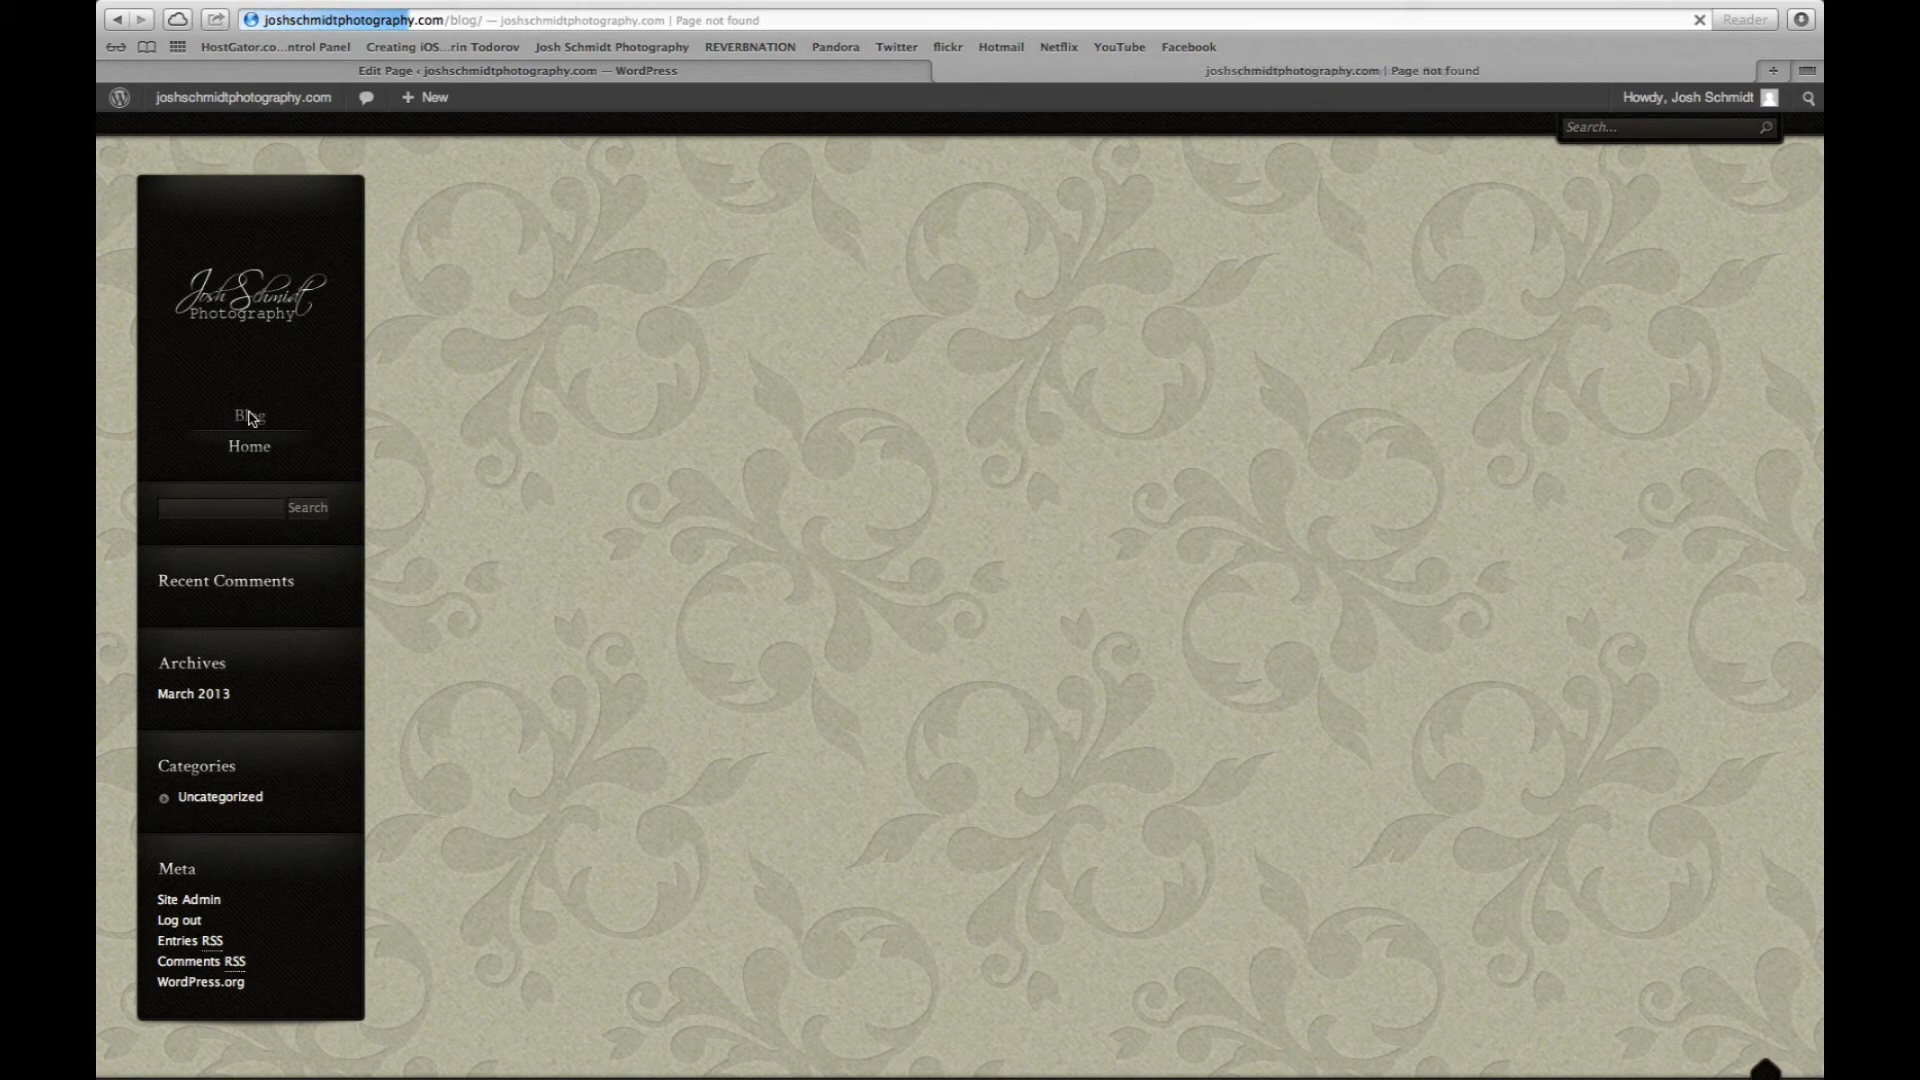 joshschmidtphotography.com/blog/ — joshschmidtphotography.com | Page not found
Reader
HostGator.co...ntrol Panel
Creating iOS...rin Todorov
Josh Schmidt Photography
REVERBNATION
Pandora
Twitter
flickr
Hotmail
Netflix
YouTube
Facebook
Edit Page ‹ joshschmidtphotography.com — WordPress
joshschmidtphotography.com | Page not found
joshschmidtphotography.com
+ New
Howdy, Josh Schmidt
Search...
Josh Schmidt
Photography
Blog
Home
Search
Recent Comments
Archives
March 2013
Categories
Uncategorized
Meta
Site Admin
Log out
Entries RSS
Comments RSS
WordPress.org